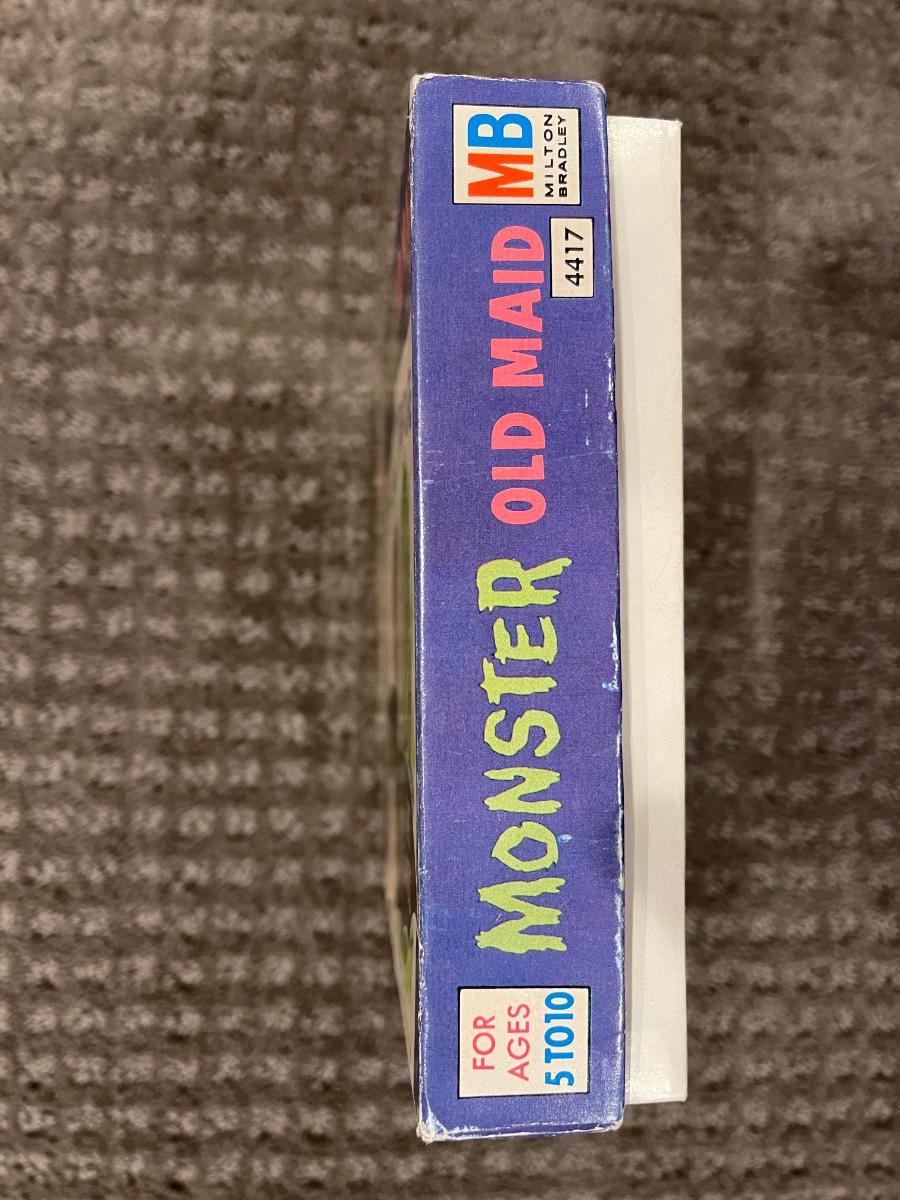 FOR
AGES
5 TO 10
MONSTER OLD MAID
4417
MB
MILTON
BRADLEY